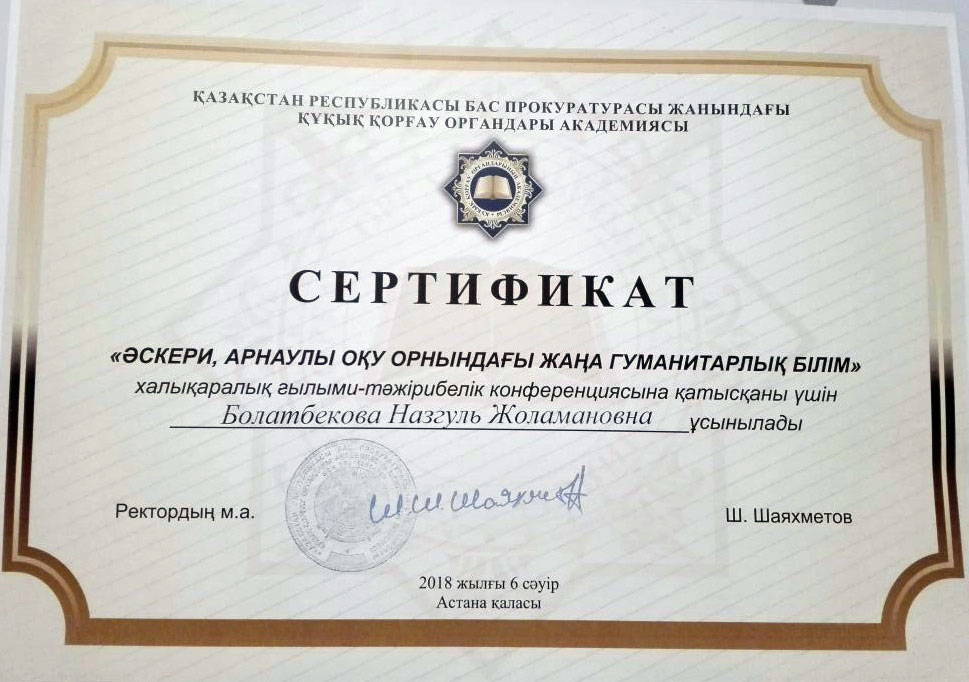 ҚАЗАҚСТАН РЕСПУБЛИКАСЫ БАС ПРОКУРАТУРАСЫ ЖАНЫНДАҒЫ
ҚҰҚЫҚ ҚОРҒАУ ОРГАНДАРЫ АКАДЕМИЯСЫ
СЕРТИФИКАТ
«ӘСКЕРИ, АРНАУЛЫ ОҚУ ОРНЫНДАҒЫ ЖАҢА ГУМАНИТАРЛЫҚ БІЛІМ»
халықаралық ғылыми-тәжірибелік конференциясына қатысқаны үшін
Болатбекова Назгуль Жоламановна ұсынылады
Ректордың м.а.
Ш. Шаяхметов
2018 жылғы 6 сәуір
Астана қаласы